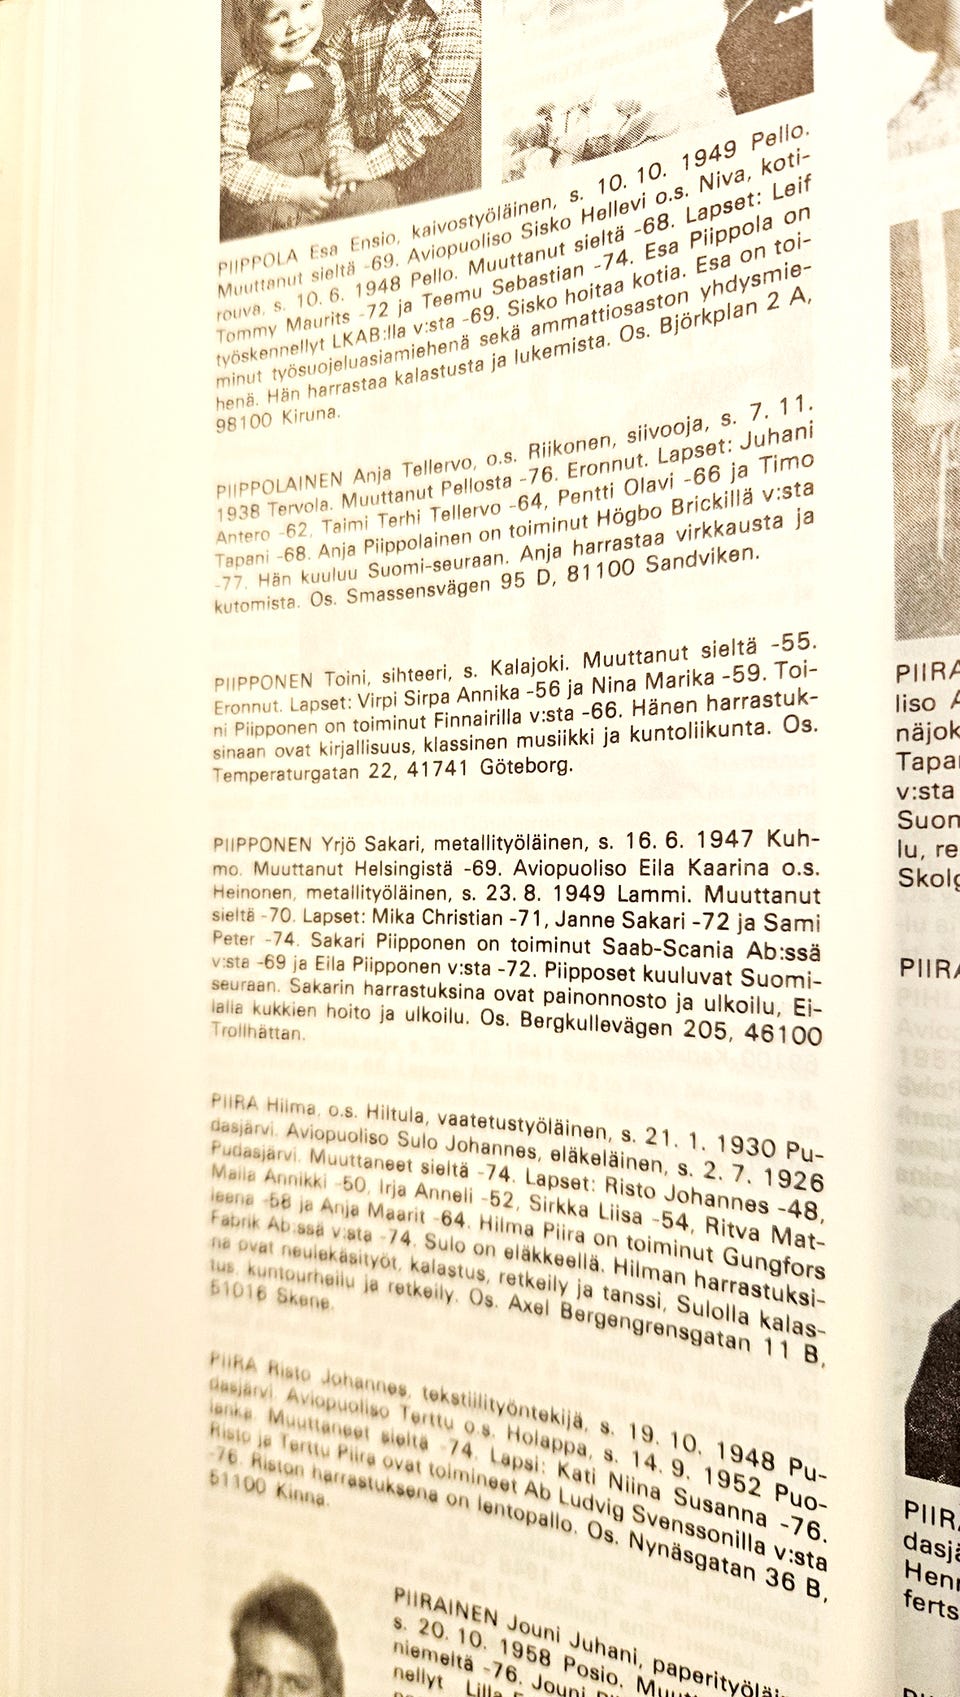 PIIPPOLA Esa Ensio, kaivostyöläinen, s. 10. 10. 1949 Pello.
Muuttanut sieltä -69. Aviopuoliso Sisko Hellevi o.s. Niva, koti-
rouva, s. 10. 6. 1948 Pello. Muuttanut sieltä -68. Lapset: Leif
Tommy Maurits -72 ja Teemu Sebastian -74. Esa Piippola on
työskennellyt LKAB:lla v:sta -69. Sisko hoitaa kotia. Esa on toi-
minut työsuojeluasiamiehenä sekä ammattiosaston yhdysmie-
henä. Hän harrastaa kalastusta ja lukemista. Os. Björkplan 2 A,
98100 Kiruna.
PIIPPOLAINEN Anja Tellervo, o.s. Riikonen, siivooja, s. 7. 11.
1938 Tervola. Muuttanut Pellosta -76. Eronnut. Lapset: Juhani
Antero -62, Taimi Terhi Tellervo -64, Pentti Olavi -66 ja Timo
Tapani -68. Anja Piippolainen on toiminut Högbo Brickillä v:sta
-77. Hän kuuluu Suomi-seuraan. Anja harrastaa virkkausta ja
kutomista. Os. Smassensvägen 95 D, 81100 Sandviken.
PIIPPONEN Toini, sihteeri, s. Kalajoki. Muuttanut sieltä -55.
Eronnut. Lapset: Virpi Sirpa Annika -56 ja Nina Marika -59. Toi-
ni Piipponen on toiminut Finnairilla v:sta -66. Hänen harrastuk-
sinaan ovat kirjallisuus, klassinen musiikki ja kuntoliikunta. Os.
Temperaturgatan 22, 41741 Göteborg.
PIIPPONEN Yrjö Sakari, metallityöläinen, s. 16. 6. 1947 Kuh-
mo. Muuttanut Helsingistä -69. Aviopuoliso Eila Kaarina o.s.
Heinonen, metallityöläinen, s. 23. 8. 1949 Lammi. Muuttanut
sieltä -70. Lapset: Mika Christian -71, Janne Sakari -72 ja Sami
Peter -74. Sakari Piipponen on toiminut Saab-Scania Ab:ssä
v:sta -69 ja Eila Piipponen v:sta -72. Piipposet kuuluvat Suomi-
seuraan. Sakarin harrastuksina ovat painonnosto ja ulkoilu, Ei-
lalla kukkien hoito ja ulkoilu. Os. Bergkullevägen 205, 46100
Trollhättan.
PIIRA Hilma, o.s. Hiltula, vaatetustyöläinen, s. 21. 1. 1930 Pu-
dasjärvi. Aviopuoliso Sulo Johannes, eläkeläinen, s. 2. 7. 1926
Pudasjärvi. Muuttaneet sieltä -74. Lapset: Risto Johannes -48,
Maila Annikki -50, Irja Anneli -52, Sirkka Liisa -54, Ritva Mat-
leena -58 ja Anja Maarit -64. Hilma Piira on toiminut Gungfors
Fabrik Ab:ssä v:sta -74. Sulo on eläkkeellä. Hilman harrastuksi-
na ovat neulekäsityöt, kalastus, retkeily ja tanssi, Sulolla kalas-
tus, kuntourheilu ja retkeily. Os. Axel Bergengrensgatan 11 B,
51016 Skene.
PIIRA Risto Johannes, tekstiilityöntekijä, s. 19. 10. 1948 Pu-
dasjärvi. Aviopuoliso Terttu o.s. Holappa, s. 14. 9. 1952 Puo-
lanka. Muuttaneet sieltä -74. Lapsi: Kati Niina Susanna -76.
Risto ja Terttu Piira ovat toimineet Ab Ludvig Svenssonilla v:sta
-76. Riston harrastuksena on lentopallo. Os. Nynäsgatan 36 B,
51100 Kinna.
PIIRAINEN Jouni Juhani, paperityöläi
s. 20. 10. 1958 Posio. Muu
niemeltä -76. Jouni
nellyt Lilla
PIIRA
liso
näjok
Tapa
v:sta
Suom
lu, re
Skolg
PIIRA
PIIR
dasjä
Henr
ferts